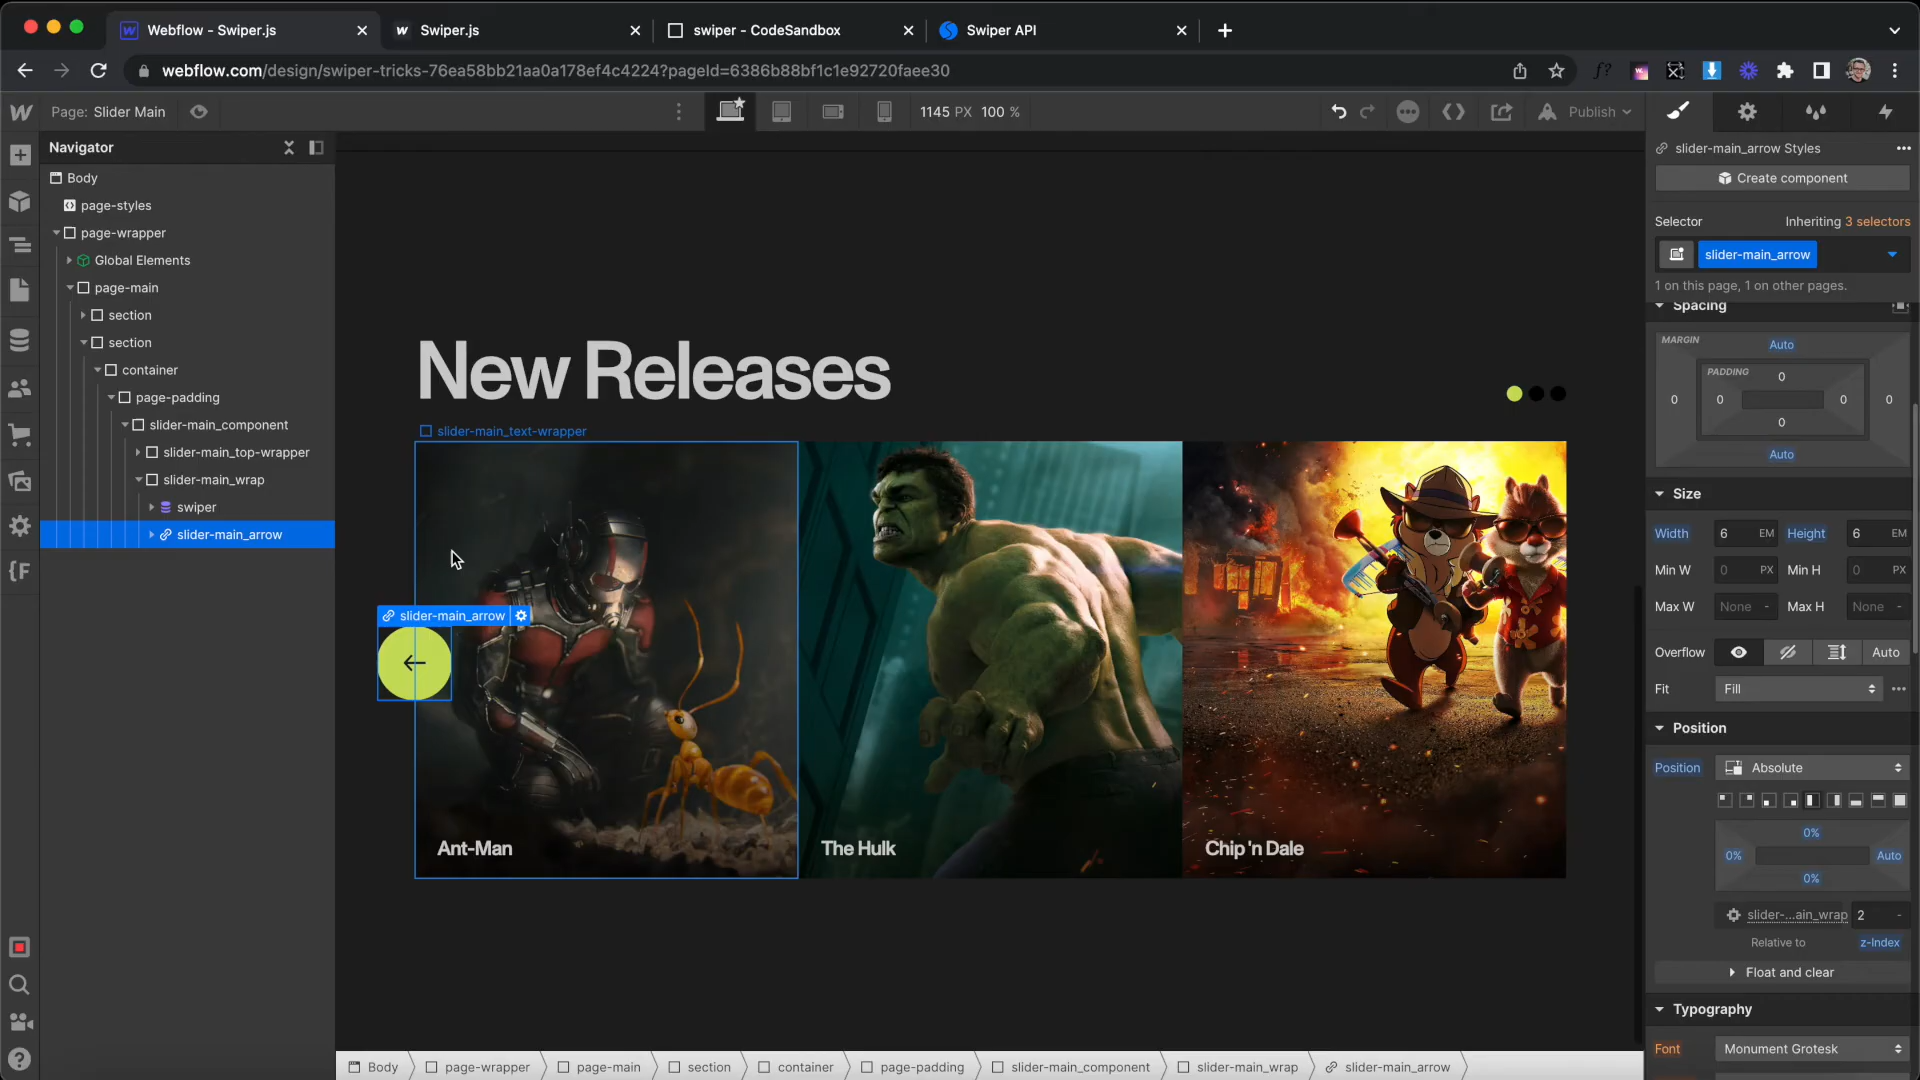 Webflow - Swiper.js
Swiper.js
swiper - CodeSandbox
Swiper API
webflow.com/design/swiper-tricks-76ea58bb21aa0a178ef4c4224?pageId=6386b88bf1c1e92720faee30
Page: Slider Main
1145 PX 100 %
Publish
Navigator
Body
page-styles
page-wrapper
Global Elements
page-main
section
section
container
page-padding
slider-main_component
slider-main_top-wrapper
slider-main_wrap
swiper
slider-main_arrow
New Releases
slider-main_text-wrapper
slider-main_arrow
Ant-Man
The Hulk
Chip 'n Dale
slider-main_arrow Styles
Create component
Selector
Inheriting 3 selectors
slider-main_arrow
1 on this page, 1 on other pages.
Spacing
MARGIN
Auto
PADDING
0
0 0 0 0
0
Auto
Size
Width 6 EM Height 6 EM
Min W 0 PX Min H 0 PX
Max W None - Max H None -
Overflow Auto
Fit Fill
Position
Position Absolute
0%
0% Auto
0%
slider-...ain_wrap 2 -
Relative to z-Index
Float and clear
Typography
Font Monument Grotesk
Body page-wrapper page-main section container page-padding slider-main_component slider-main_wrap slider-main_arrow